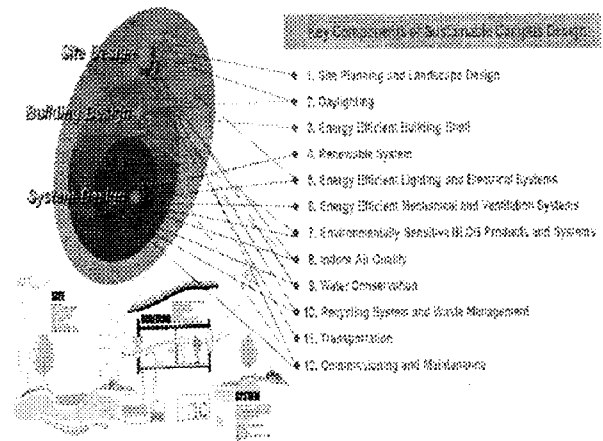 Key Components of Sustainable Campus Design
Site Design
Building Design
System Design
1. Site Planning and Landscape Design
2. Daylighting
3. Energy Efficient Building Shell
4. Renewable System
5. Energy Efficient Lighting and Electrical Systems
6. Energy Efficient Mechanical and Ventilation Systems
7. Environmentally Sensitive BLDG Products and Systems
8. Indoor Air Quality
9. Water Conservation
10. Recycling System and Waste Management
11. Transportation
12. Commissioning and Maintenance
SITE
BUILDING
SYSTEM